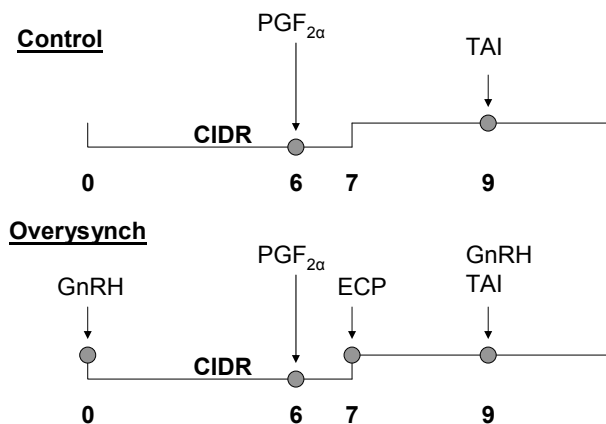 Control
PGF2α
TAI
CIDR
0 6 7 9
Overysynch
GnRH
PGF2α
ECP
GnRH
TAI
CIDR
0 6 7 9